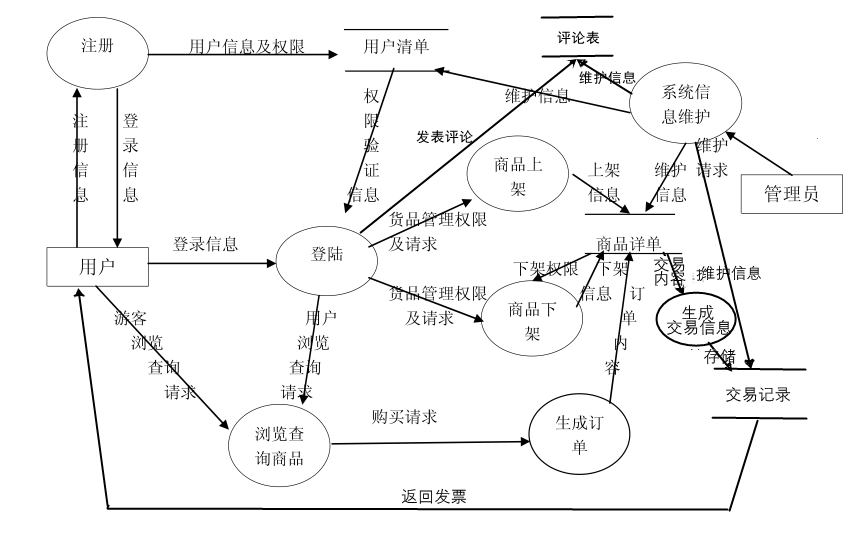 注册
用户信息及权限
用户清单
评论表
维护信息
维护信息
系统信
息维护
注册信息
登录信息
权限验证
信息
发表评论
商品上
架
上架
信息
维护
信息
维护
请求
管理员
登录信息
用户
登陆
货品管理权限
及请求
商品详单
下架权限
下架
信息
交易
内容
维护信息
货品管理权限
及请求
商品下
架
订单内容
生成
交易信息
存储
游客
浏览
查询
请求
用户
浏览
查询
请求
交易记录
浏览查
询商品
购买请求
生成订
单
返回发票